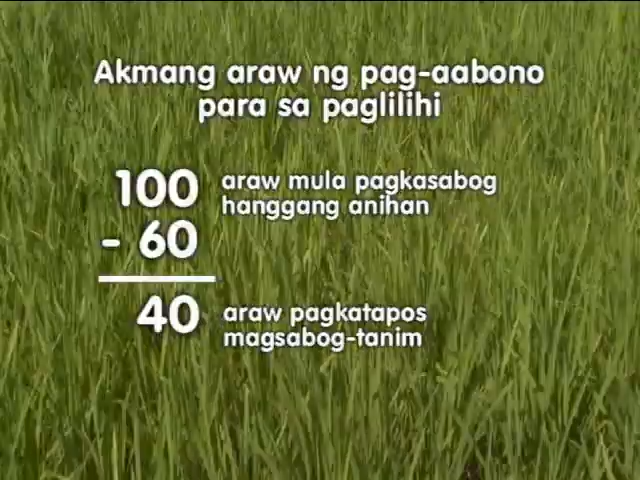 Akmang araw ng pag-aabono
para sa paglilihi
100 araw mula pagkasabog
hanggang anihan
- 60
40 araw pagkatapos
magsabog-tanim